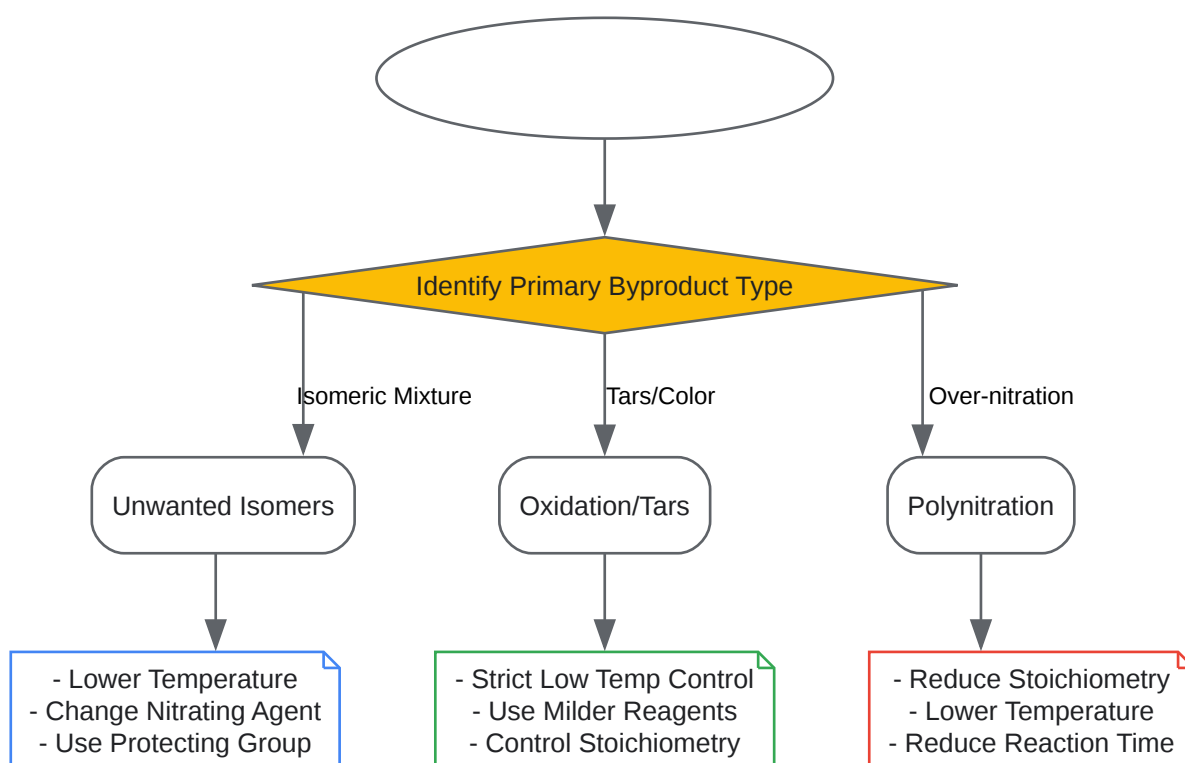 Identify Primary Byproduct Type
Isomeric Mixture
Tars/Color
Over-nitration
Unwanted Isomers
Oxidation/Tars
Polynitration
- Lower Temperature
- Change Nitrating Agent
- Use Protecting Group
- Strict Low Temp Control
- Use Milder Reagents
- Control Stoichiometry
- Reduce Stoichiometry
- Lower Temperature
- Reduce Reaction Time